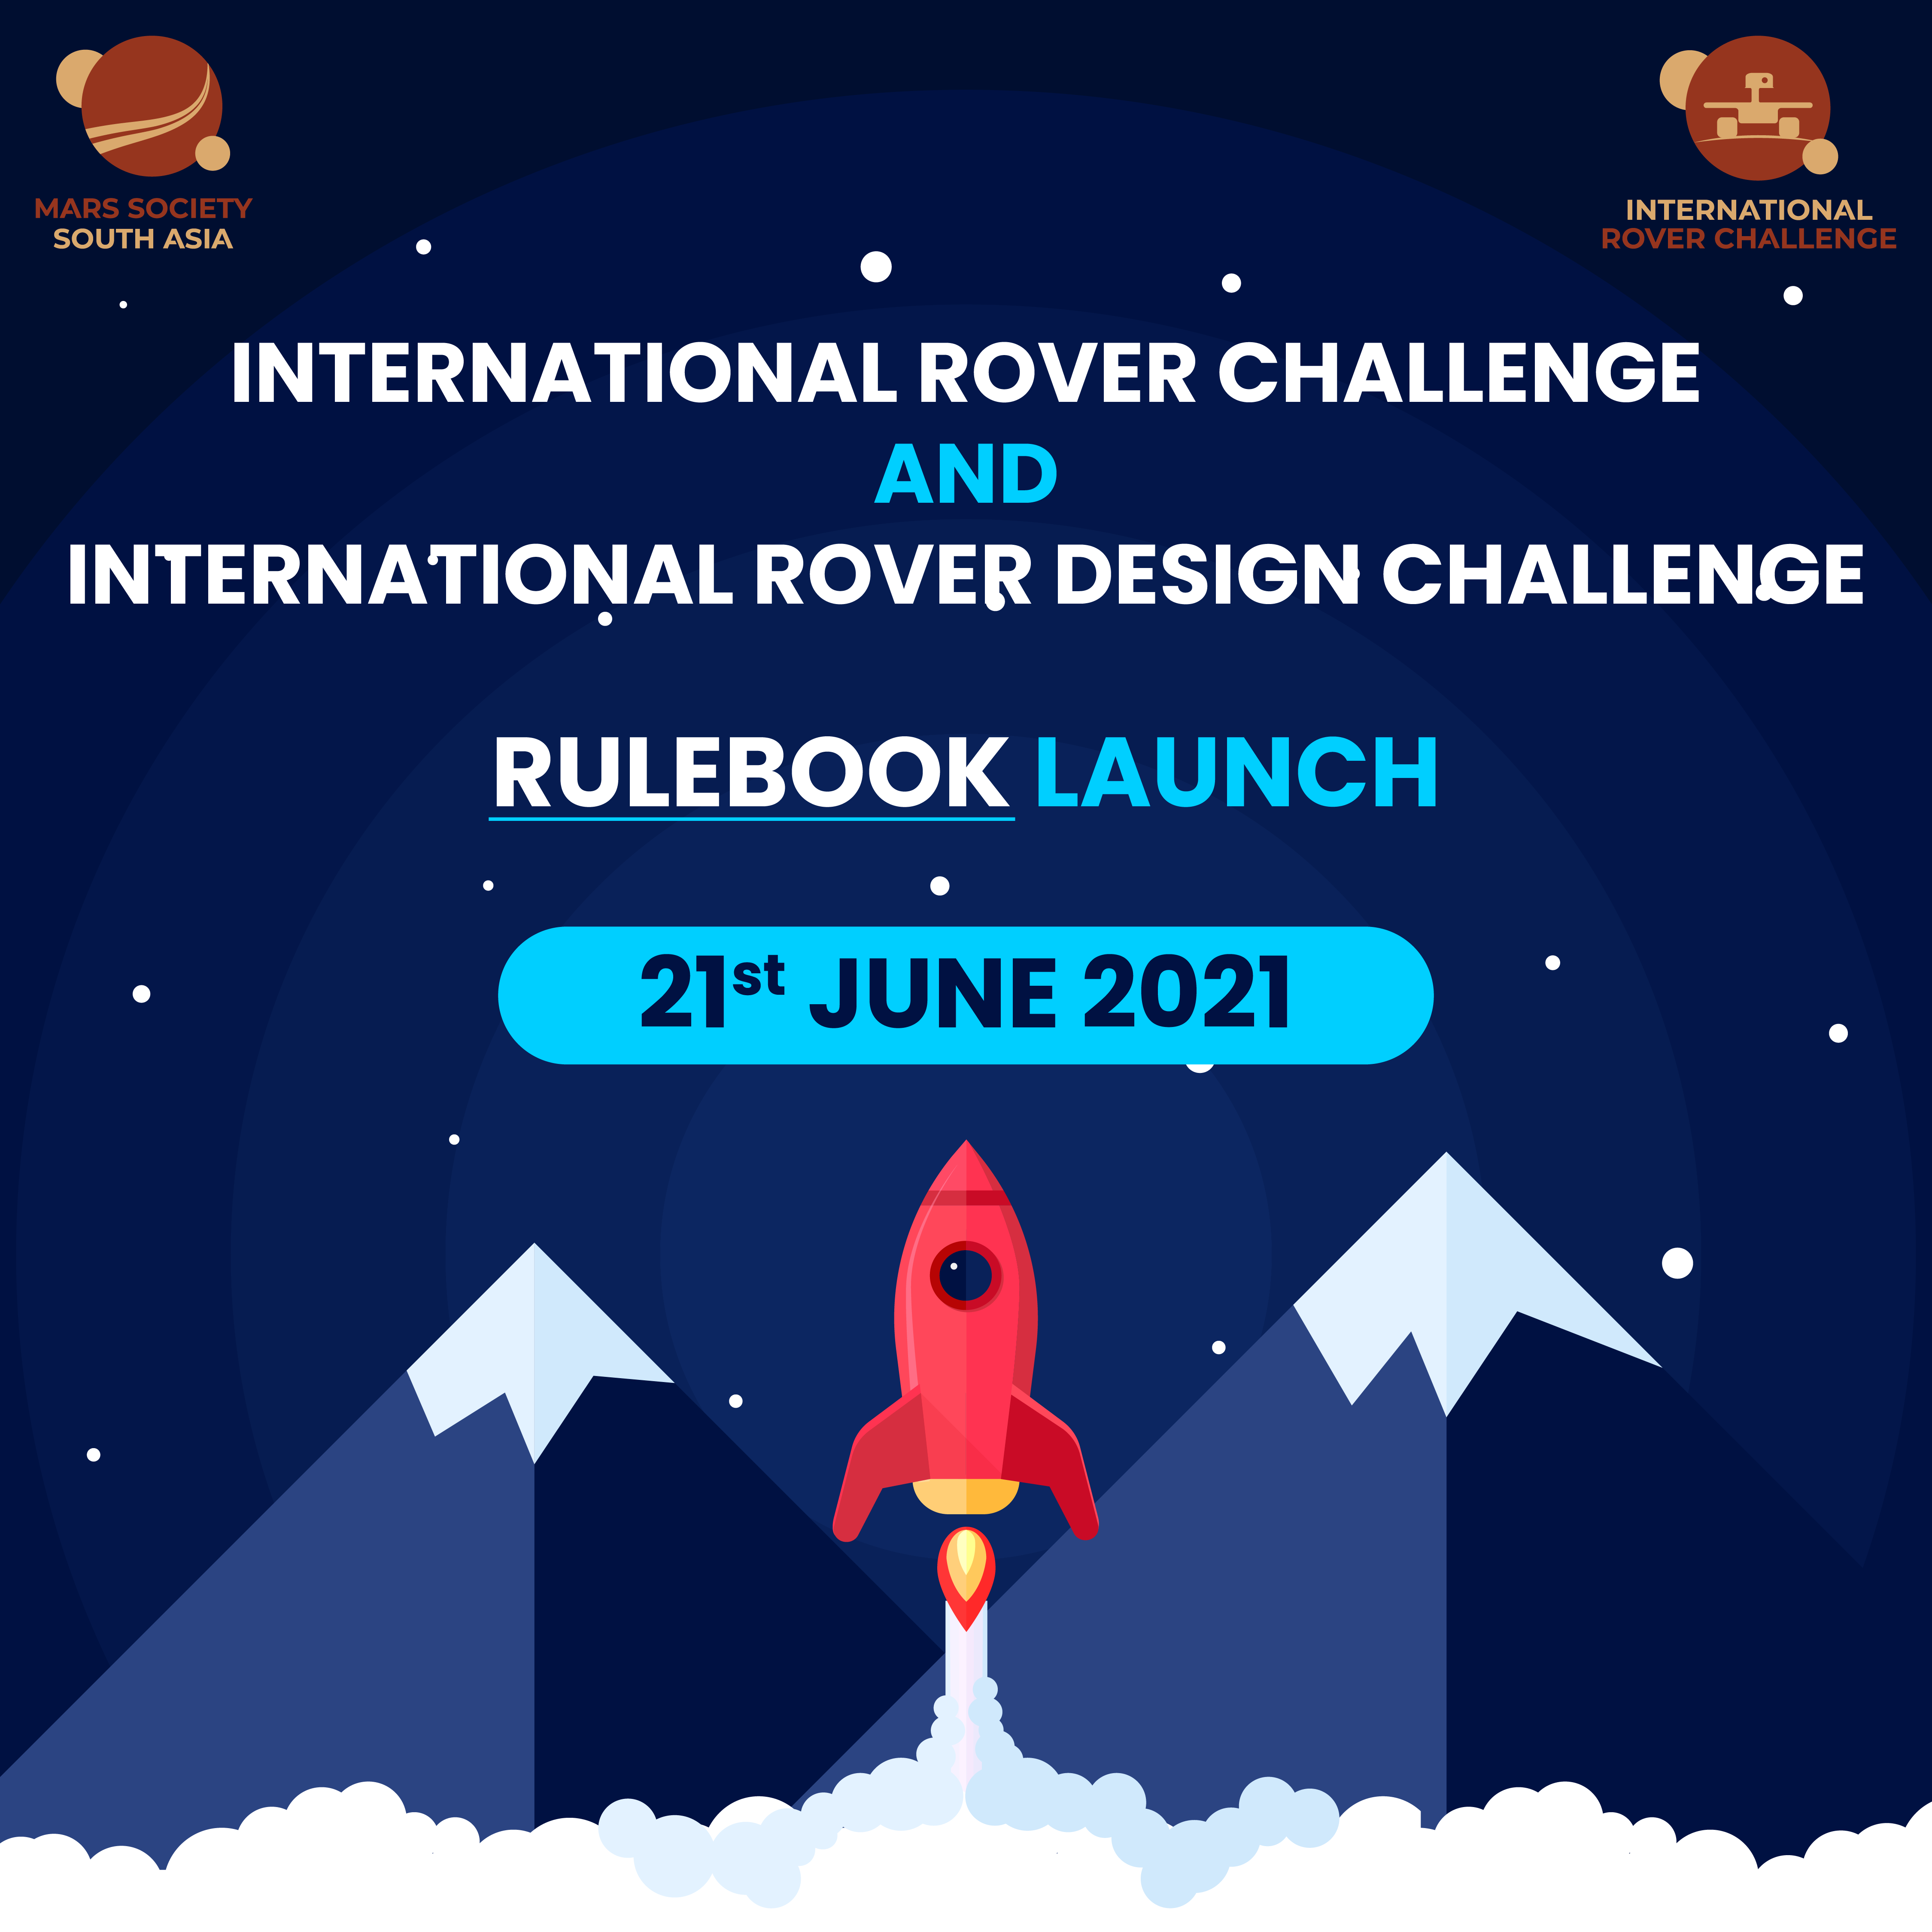 MARS SOCIETY
SOUTH ASIA
INTERNATIONAL
ROVER CHALLENGE
INTERNATIONAL ROVER CHALLENGE
AND
INTERNATIONAL ROVER DESIGN CHALLENGE
RULEBOOK LAUNCH
21st JUNE 2021